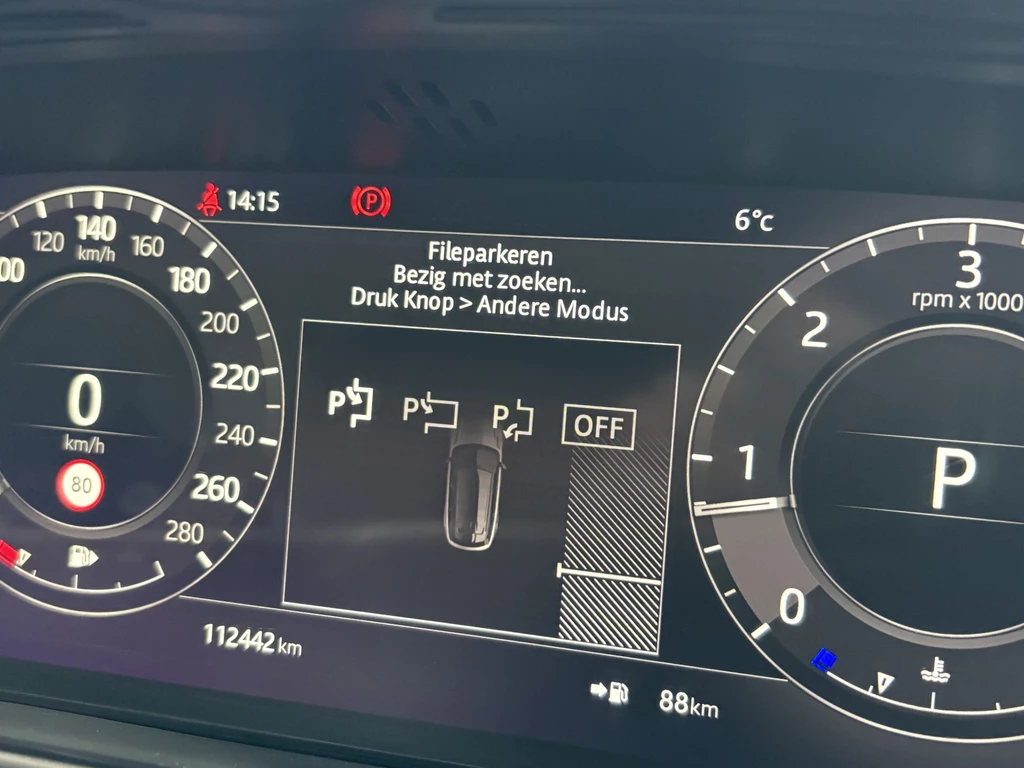 14:15
6°c
Fileparkeren
Bezig met zoeken...
Druk Knop > Andere Modus
00
120
140
km/h
160
180
200
220
240
260
280
0
km/h
80
P
P
P
OFF
3
rpm x 1000
2
1
0
P
112442 km
88km